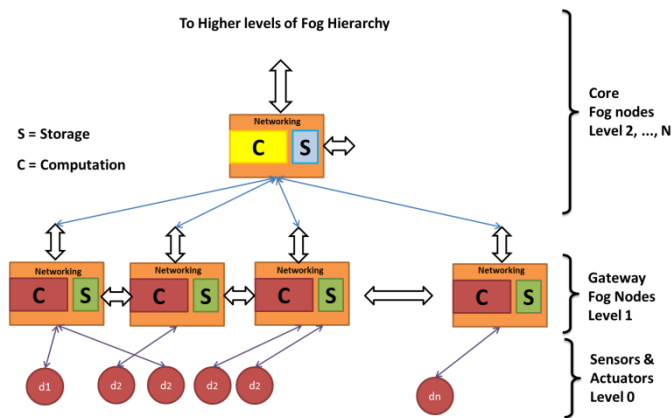 To Higher levels of Fog Hierarchy
Core
Fog nodes
Level 2, ..., N
S = Storage
C = Computation
Networking
C S
Networking
C S
Networking
C S
Networking
C S
Networking
C S
Gateway
Fog Nodes
Level 1
Sensors &
Actuators
Level 0
d1
d2
d2
d2
d2
dn